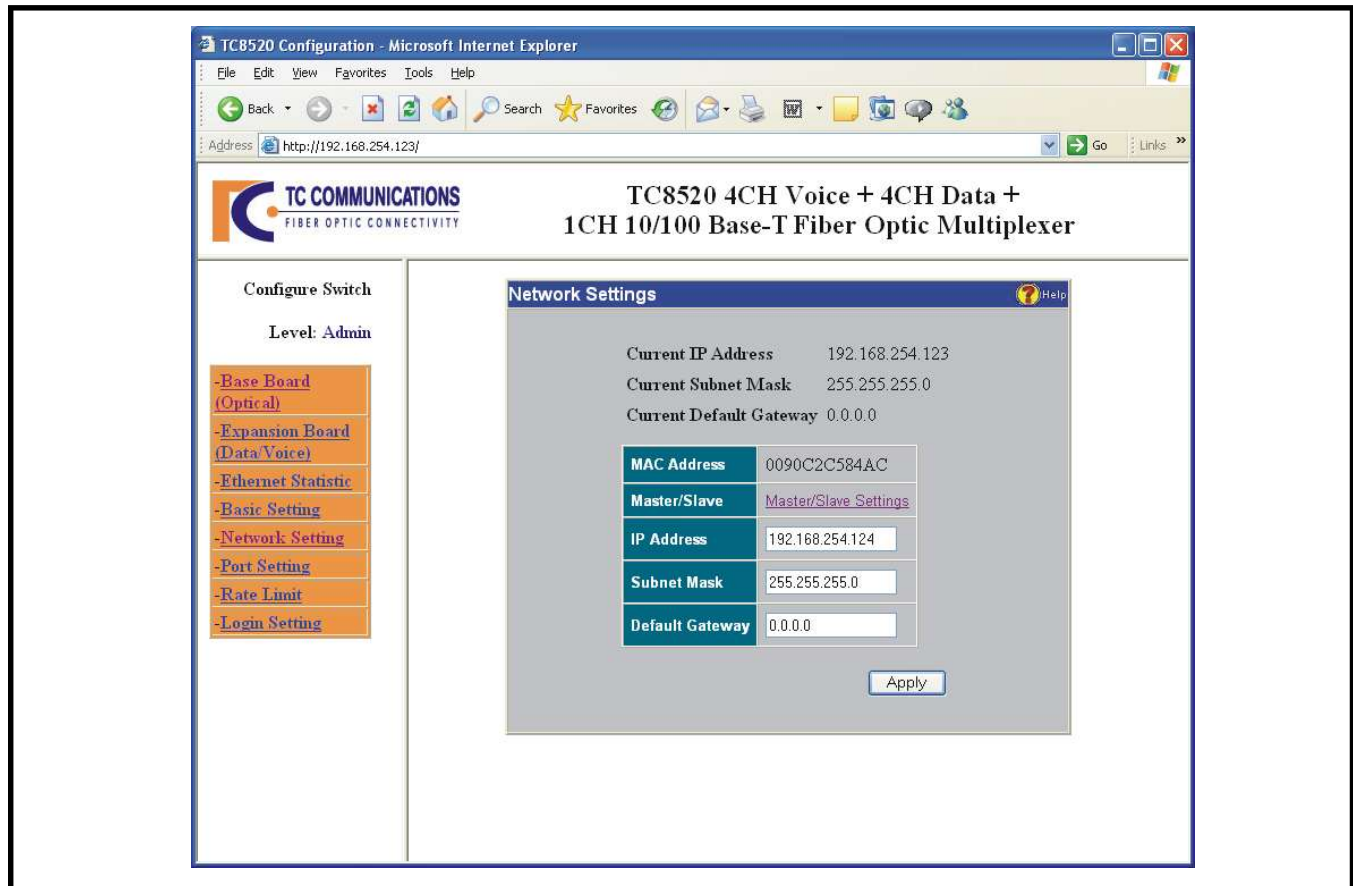 TC8520 Configuration - Microsoft Internet Explorer
File Edit View Favorites Tools Help
Back Search Favorites
Address http://192.168.254.123/ Go Links »
TC COMMUNICATIONS
FIBER OPTIC CONNECTIVITY
TC8520 4CH Voice + 4CH Data +
1CH 10/100 Base-T Fiber Optic Multiplexer
Configure Switch
Level: Admin
-Base Board
(Optical)
-Expansion Board
(Data/Voice)
-Ethernet Statistic
-Basic Setting
-Network Setting
-Port Setting
-Rate Limit
-Login Setting
Network Settings ?Help
Current IP Address 192.168.254.123
Current Subnet Mask 255.255.255.0
Current Default Gateway 0.0.0.0
MAC Address 0090C2C584AC
Master/Slave Master/Slave Settings
IP Address 192.168.254.124
Subnet Mask 255.255.255.0
Default Gateway 0.0.0.0
Apply